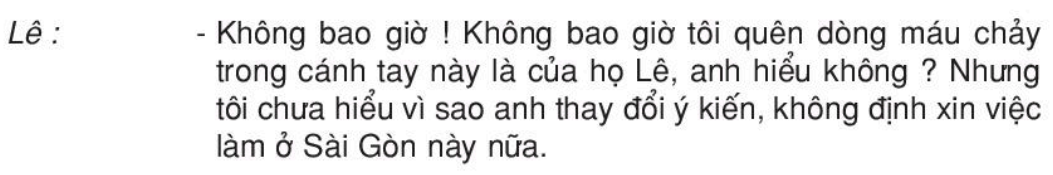 Lê : - Không bao giờ ! Không bao giờ tôi quên dòng máu chảy
trong cánh tay này là của họ Lê, anh hiểu không ? Nhưng
tôi chưa hiểu vì sao anh thay đổi ý kiến, không định xin việc
làm ở Sài Gòn này nữa.